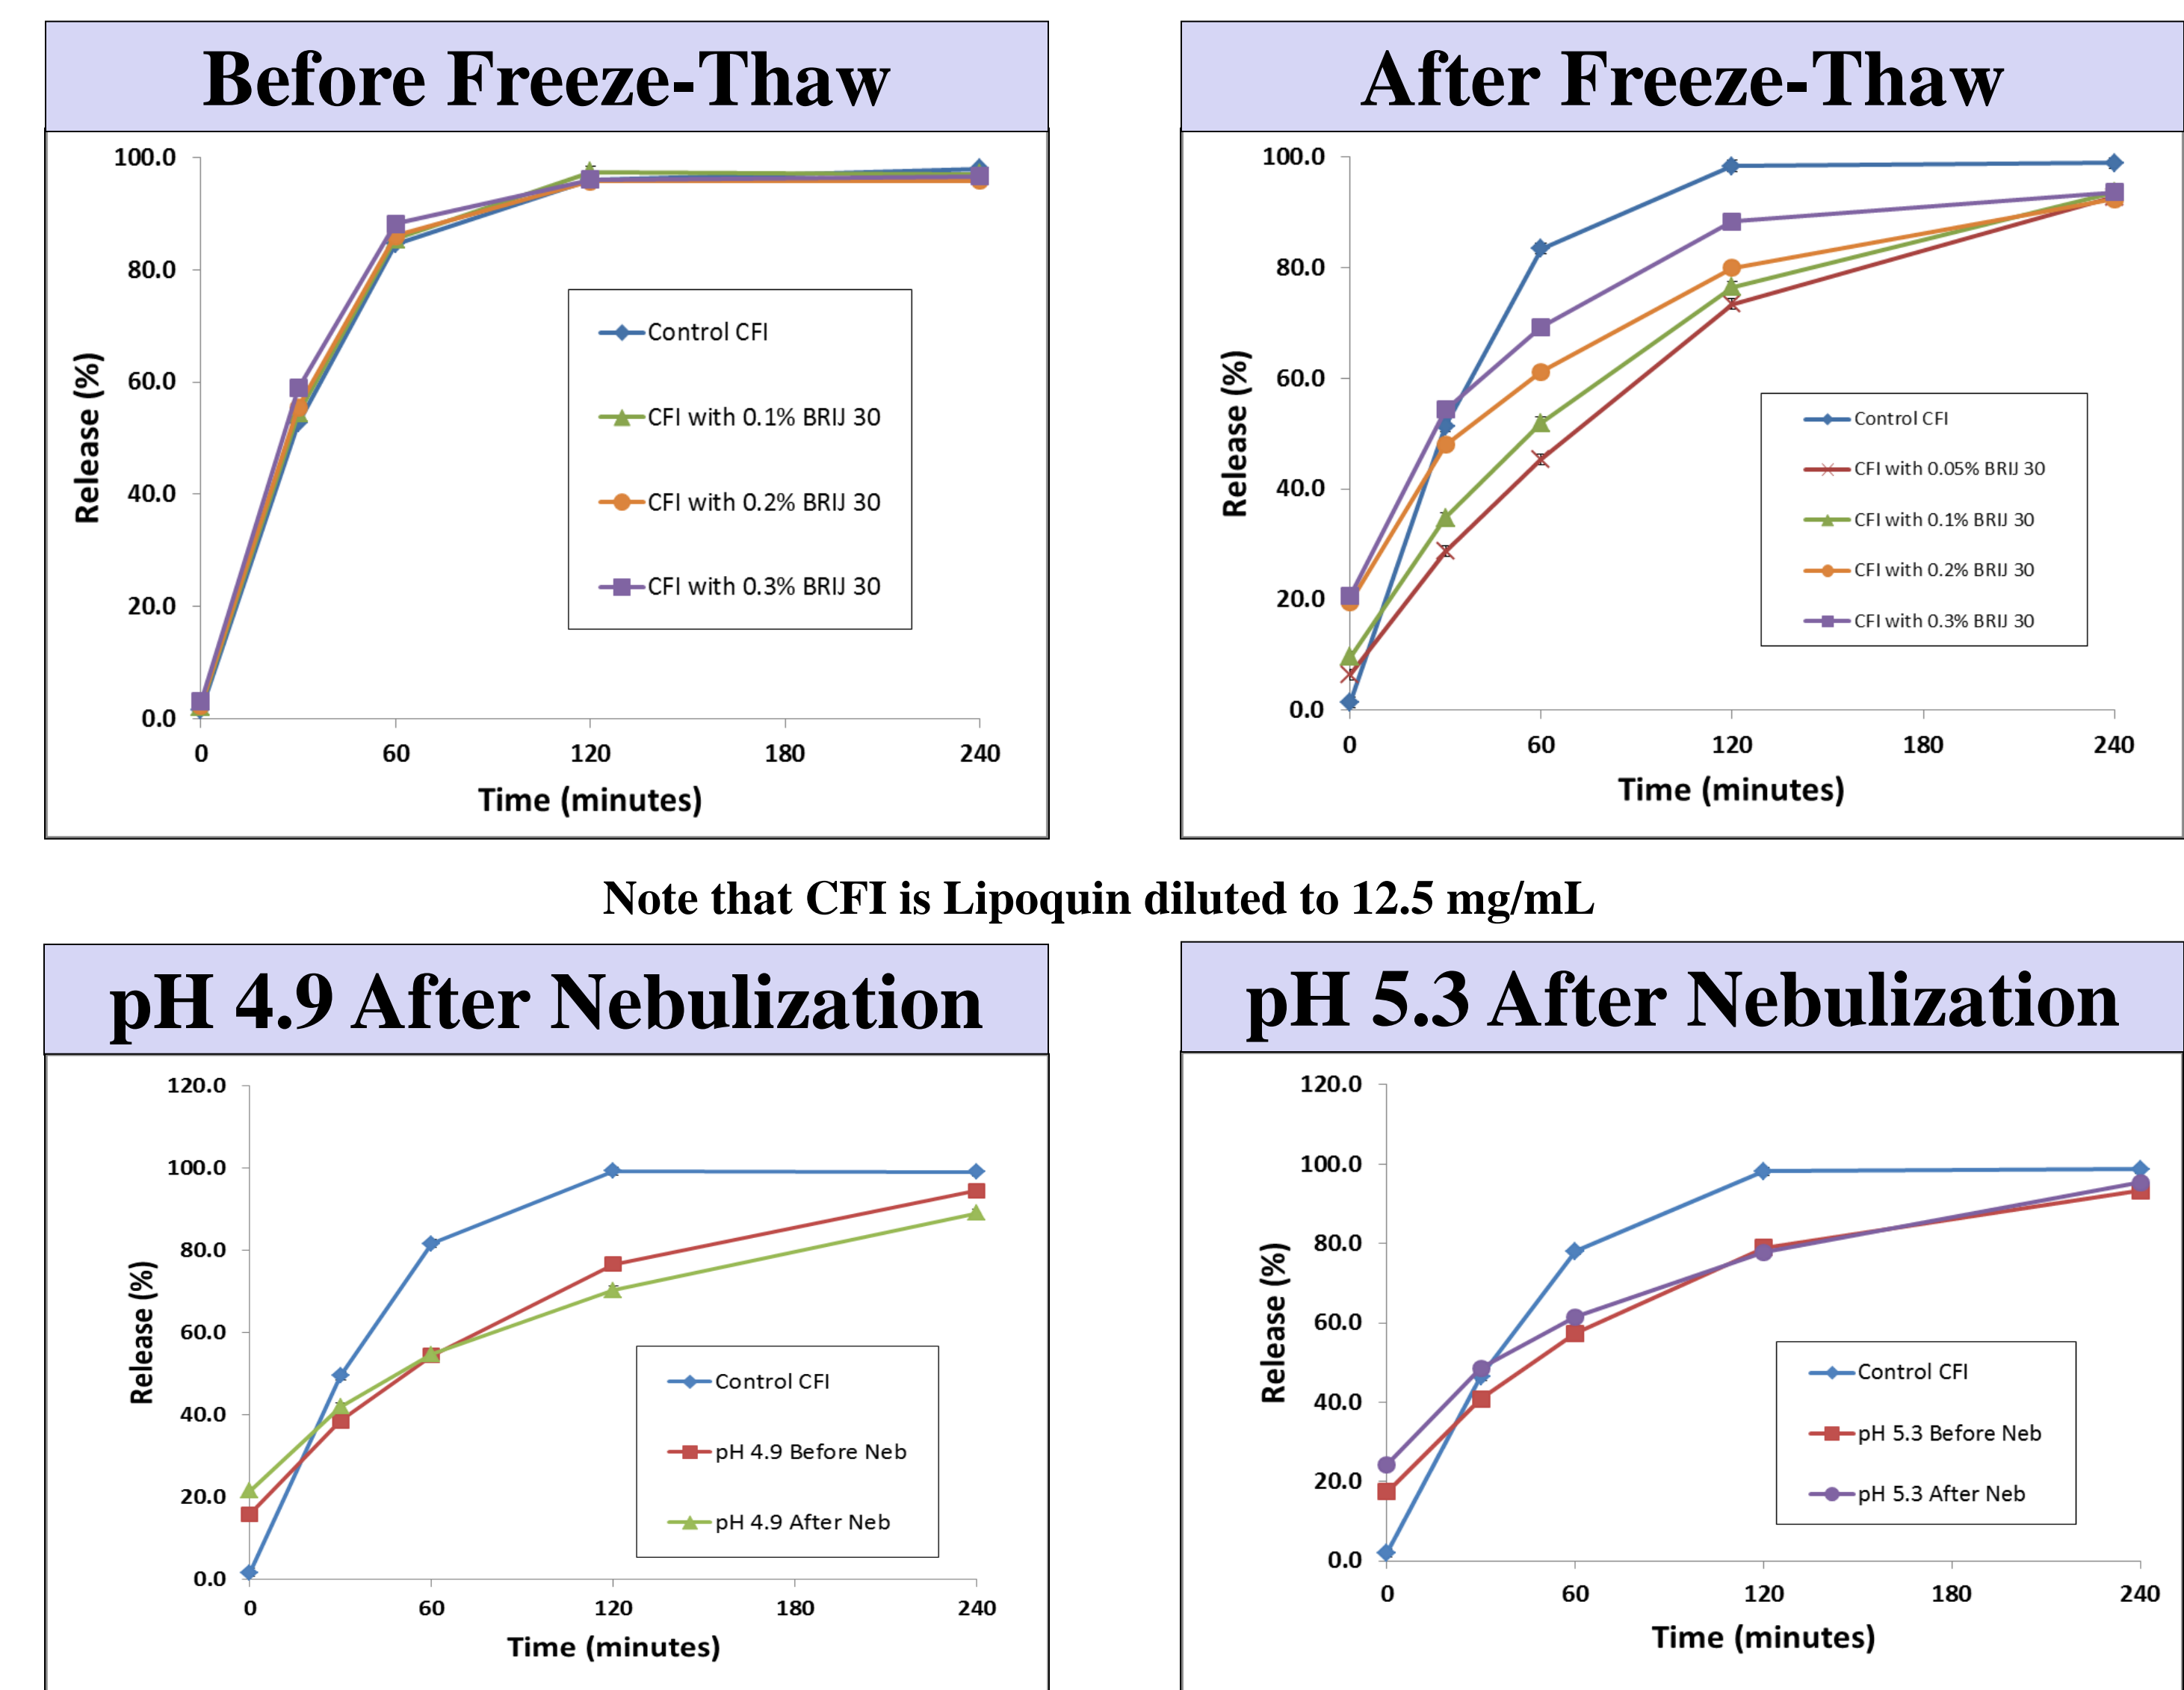 Before Freeze-Thaw
100.0
80.0
60.0
40.0
20.0
0.0
Release (%)
0 60 120 180 240
Time (minutes)
Control CFI
CFI with 0.1% BRIJ 30
CFI with 0.2% BRIJ 30
CFI with 0.3% BRIJ 30
After Freeze-Thaw
100.0
80.0
60.0
40.0
20.0
0.0
Release (%)
0 60 120 180 240
Time (minutes)
Control CFI
CFI with 0.05% BRIJ 30
CFI with 0.1% BRIJ 30
CFI with 0.2% BRIJ 30
CFI with 0.3% BRIJ 30
Note that CFI is Lipoquin diluted to 12.5 mg/mL
pH 4.9 After Nebulization
120.0
100.0
80.0
60.0
40.0
20.0
0.0
Release (%)
0 60 120 180 240
Time (minutes)
Control CFI
pH 4.9 Before Neb
pH 4.9 After Neb
pH 5.3 After Nebulization
120.0
100.0
80.0
60.0
40.0
20.0
0.0
Release (%)
0 60 120 180 240
Time (minutes)
Control CFI
pH 5.3 Before Neb
pH 5.3 After Neb